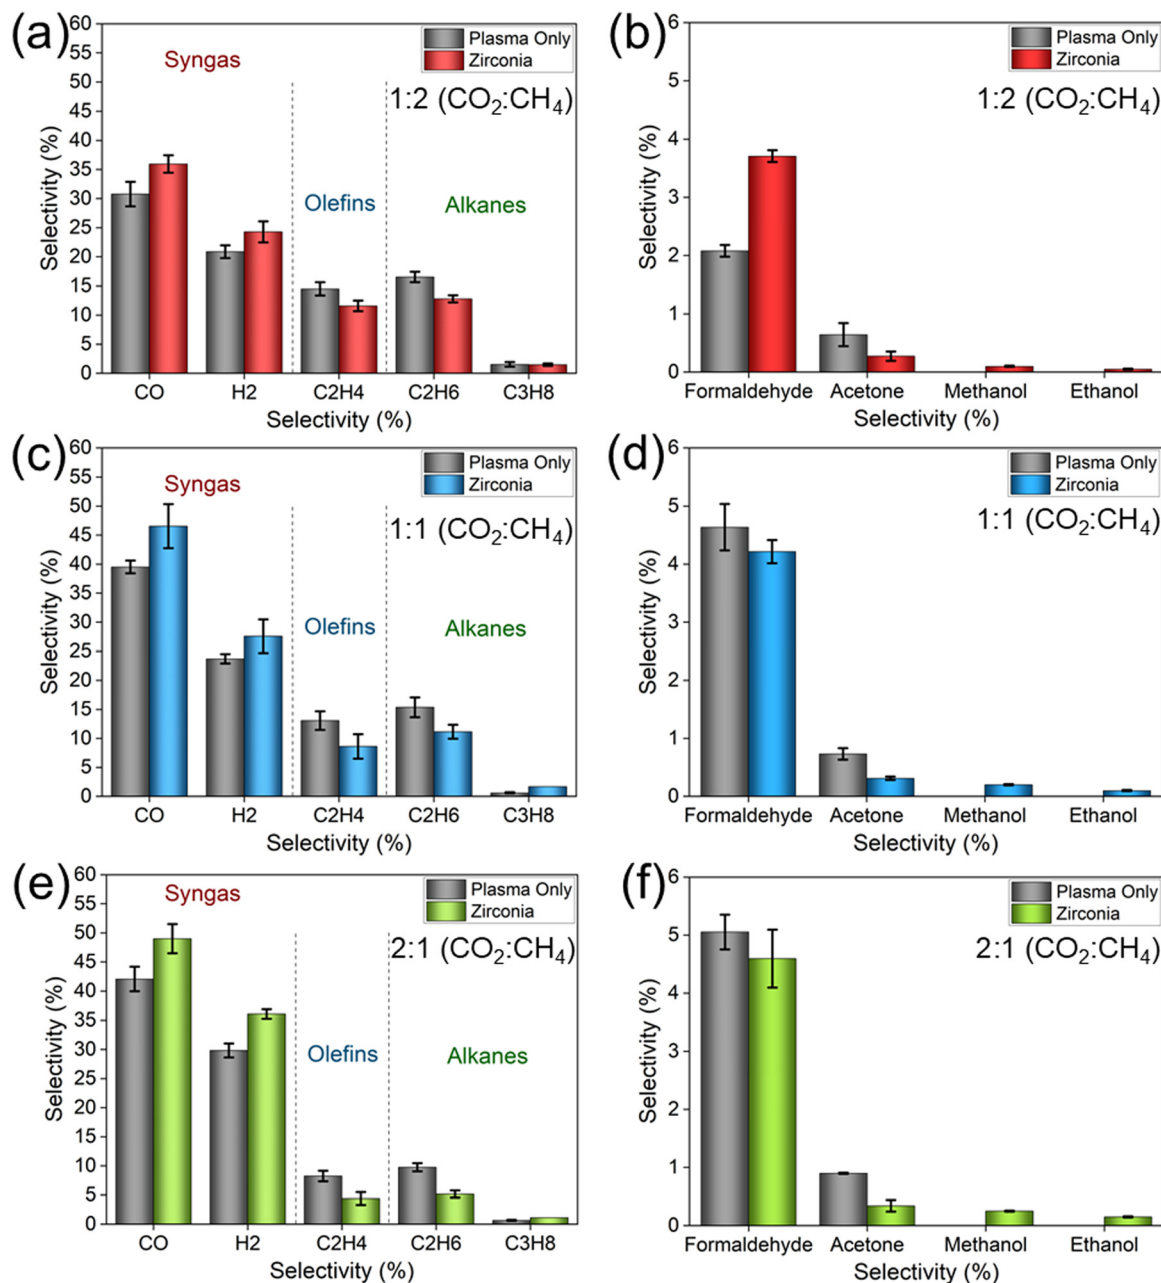 (a)
60
55
50
45
40
35
30
25
20
15
10
5
0
Selectivity (%)
Syngas
Plasma Only
Zirconia
1:2 (CO₂:CH₄)
Olefins
Alkanes
CO H2 C2H4 C2H6 C3H8
Selectivity (%)
(b)
6
5
4
3
2
1
0
Selectivity (%)
Plasma Only
Zirconia
1:2 (CO₂:CH₄)
Formaldehyde Acetone Methanol Ethanol
Selectivity (%)
(c)
60
55
50
45
40
35
30
25
20
15
10
5
0
Selectivity (%)
Syngas
Plasma Only
Zirconia
1:1 (CO₂:CH₄)
Olefins
Alkanes
CO H2 C2H4 C2H6 C3H8
Selectivity (%)
(d)
6
5
4
3
2
1
0
Selectivity (%)
Plasma Only
Zirconia
1:1 (CO₂:CH₄)
Formaldehyde Acetone Methanol Ethanol
Selectivity (%)
(e)
60
55
50
45
40
35
30
25
20
15
10
5
0
Selectivity (%)
Syngas
Plasma Only
Zirconia
2:1 (CO₂:CH₄)
Olefins
Alkanes
CO H2 C2H4 C2H6 C3H8
Selectivity (%)
(f)
6
5
4
3
2
1
0
Selectivity (%)
Plasma Only
Zirconia
2:1 (CO₂:CH₄)
Formaldehyde Acetone Methanol Ethanol
Selectivity (%)